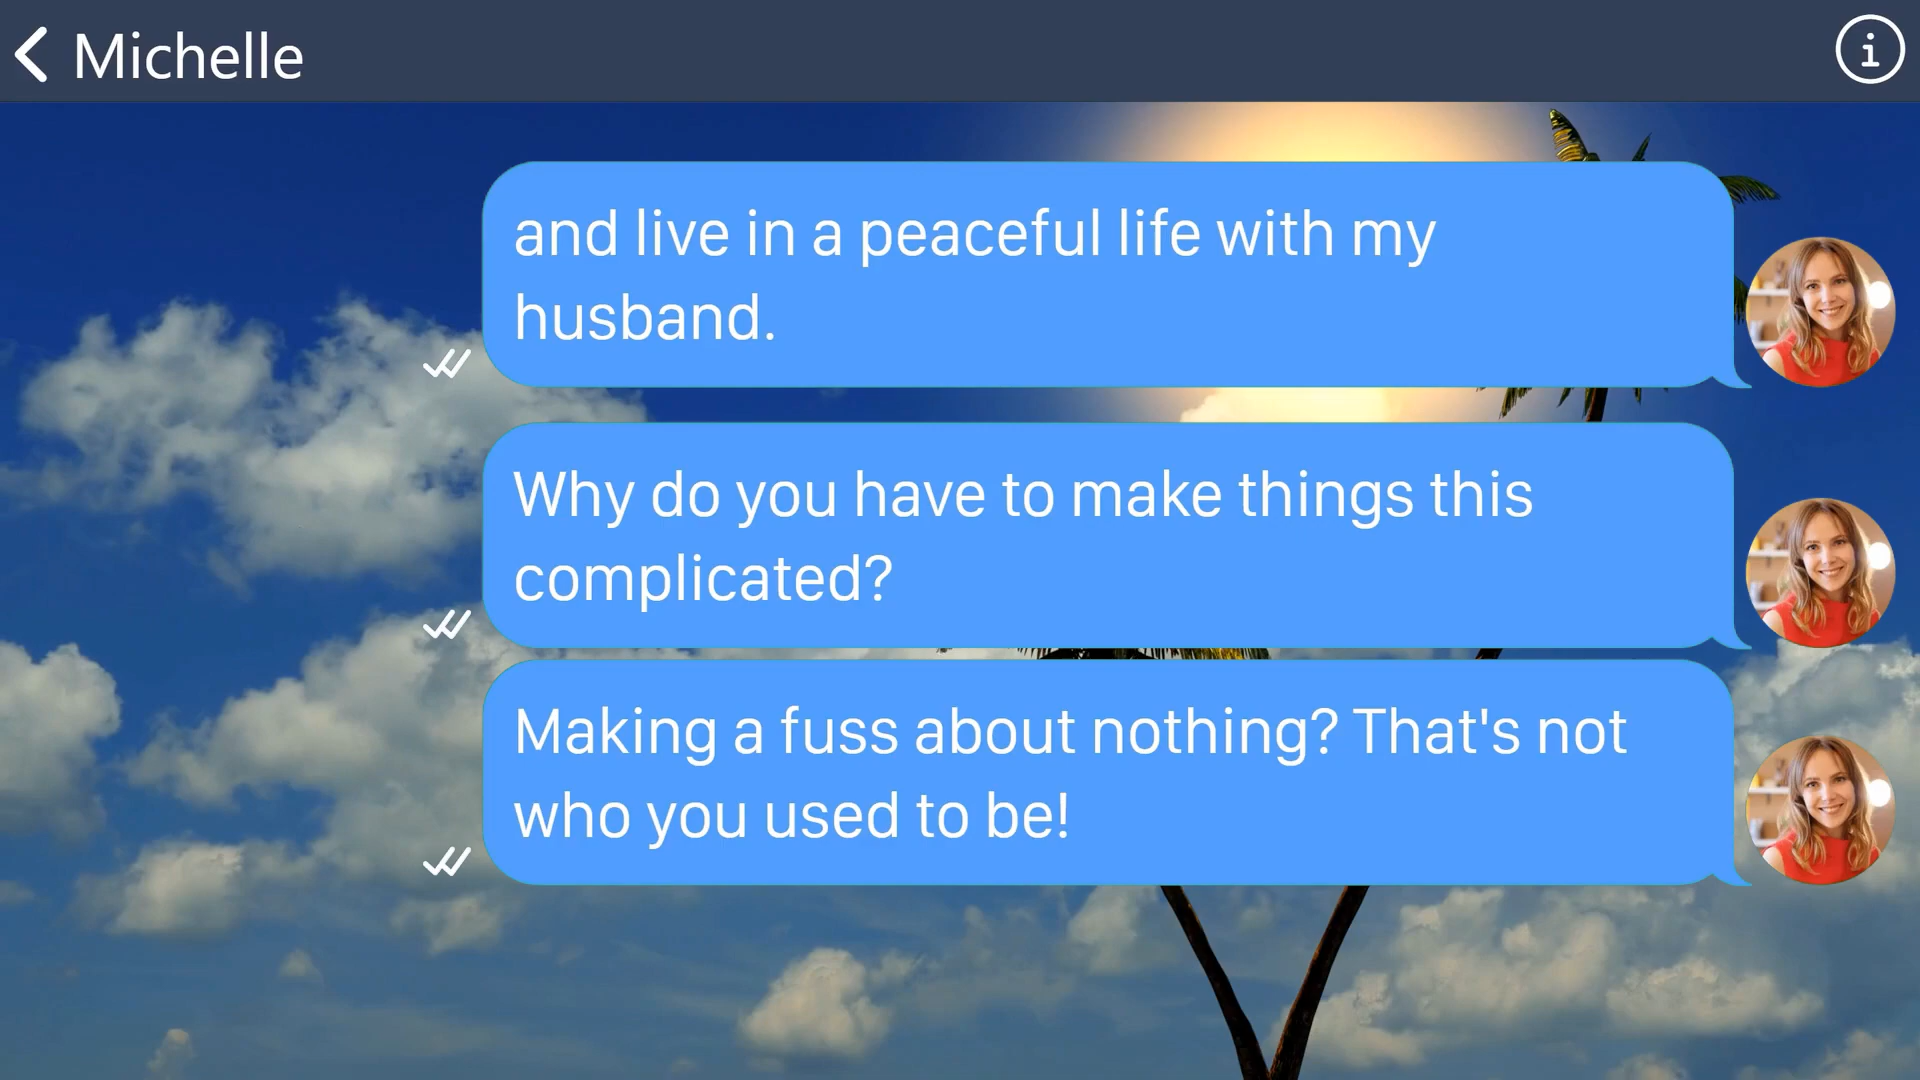 Michelle
and live in a peaceful life with my
husband.
Why do you have to make things this
complicated?
Making a fuss about nothing? That's not
who you used to be!